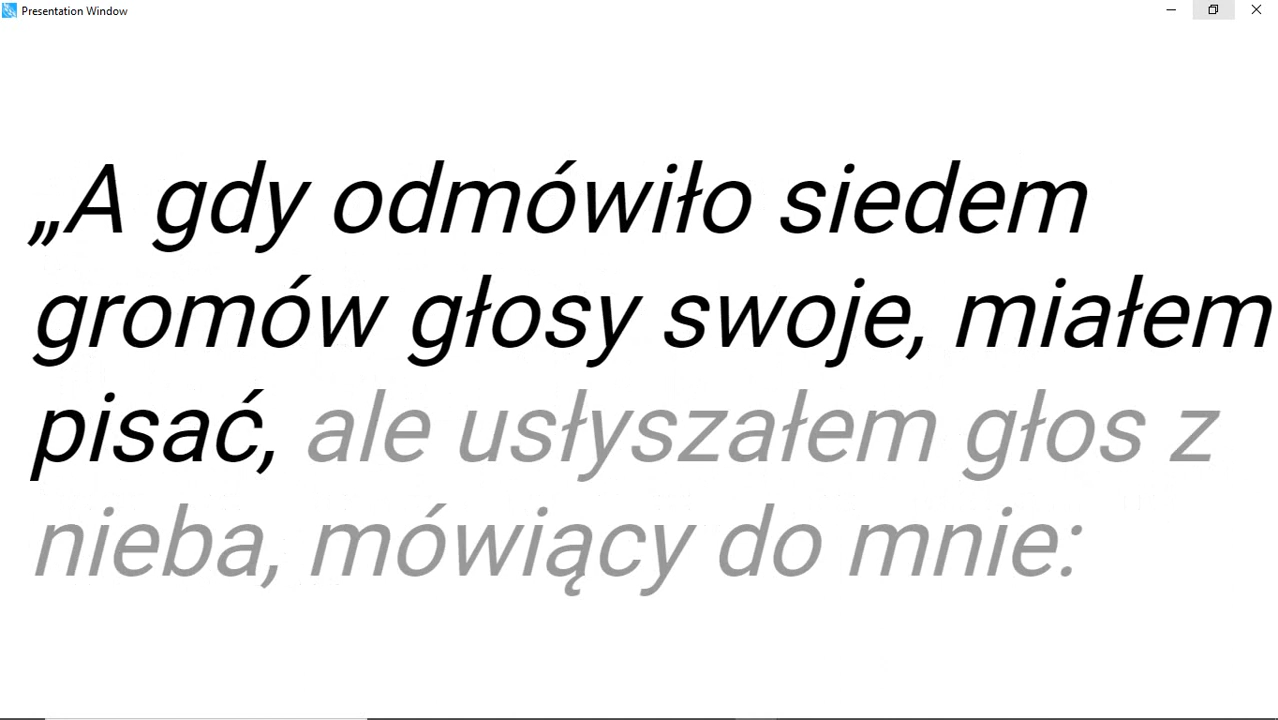 Presentation Window
„A gdy odmówiło siedem
gromów głosy swoje, miałem
pisać, ale usłyszałem głos z
nieba, mówiący do mnie: